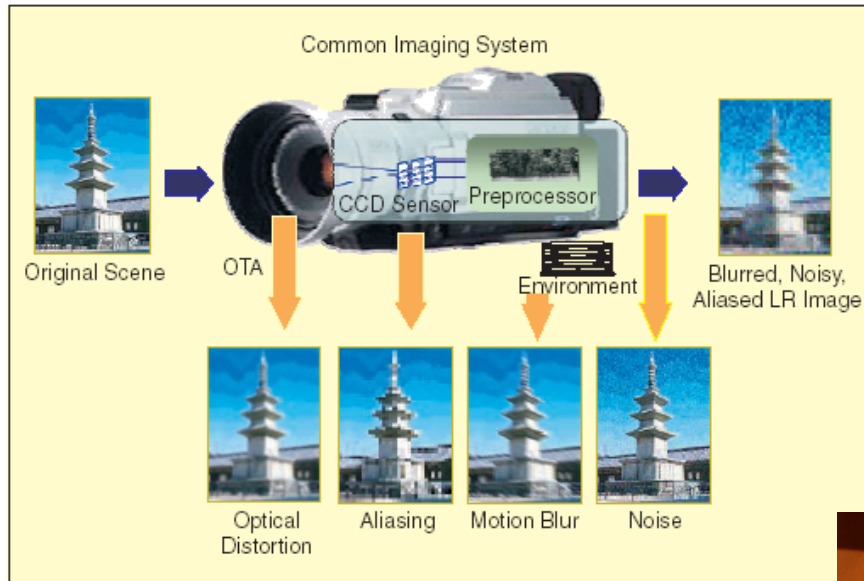 Common Imaging System
CCD Sensor
Preprocessor
Original Scene
OTA
Environment
Blurred, Noisy,
Aliased LR Image
Optical
Distortion
Aliasing
Motion Blur
Noise